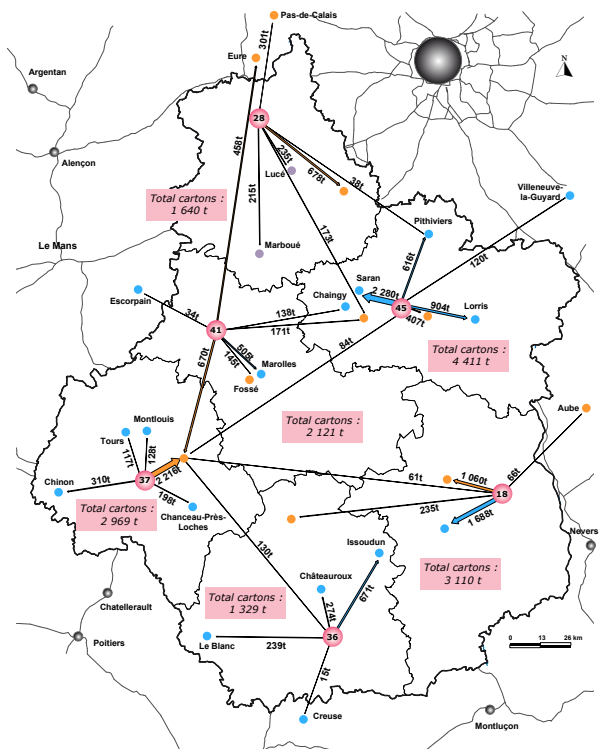 Pas-de-Calais
301t
Eure
N
Argentan
28
458t
235t
Alençon
Lucé
678t
38t
Total cartons :
1 640 t
215t
Villeneuve-
la-Guyard
173t
Pithiviers
Le Mans
Marboué
616t
120t
Saran
Escorpain
Chaingy
2 280t
904t
Lorris
34t
138t
45
407t
41
171t
84t
670t
505t
145t
Marolles
Fossé
Total cartons :
4 411 t
Aube
Montlouis
Total cartons :
2 121 t
Tours
117t
128t
66t
2 216t
61t
1 060t
Chinon
310t
37
18
198t
235t
Total cartons :
2 969 t
Chanceau-Près-
Loches
1 688t
130t
Issoudun
Nevers
Total cartons :
3 110 t
Châteauroux
Total cartons :
1 329 t
671t
Chatellerault
274t
Poitiers
Le Blanc
36
239t
0 13 26 km
15t
Creuse
Montluçon